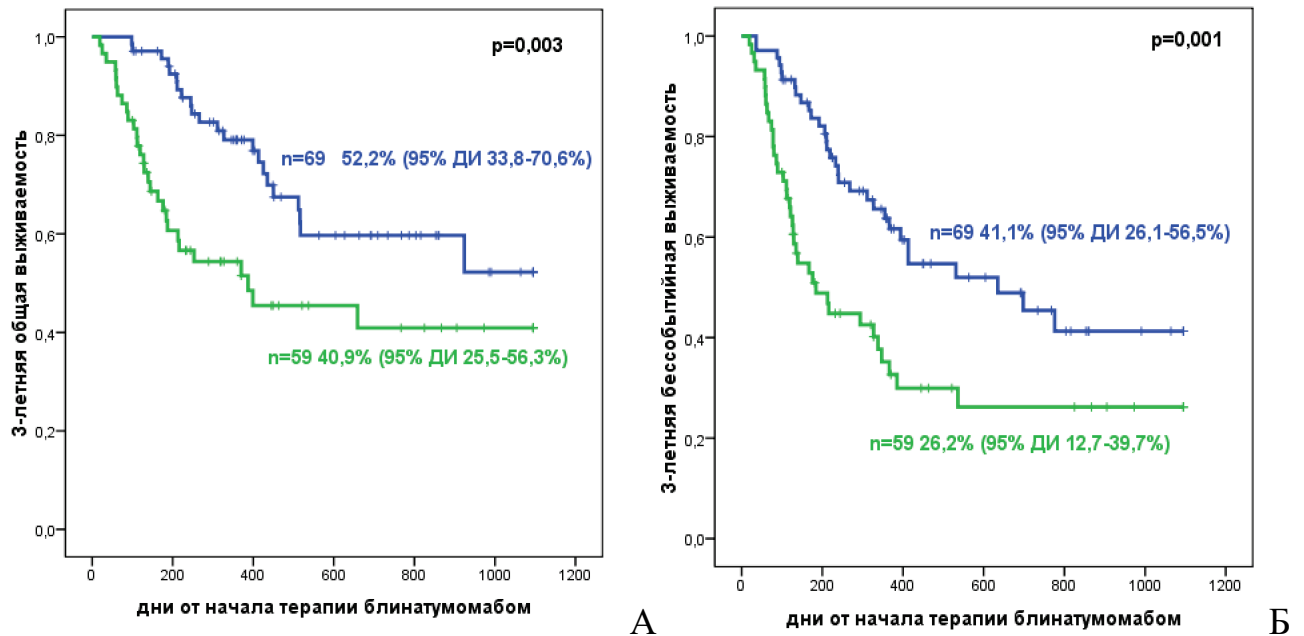 p=0,003
1,0
0,8
0,6
0,4
0,2
0,0
3-летняя общая выживаемость
n=69 52,2% (95% ДИ 33,8-70,6%)
n=59 40,9% (95% ДИ 25,5-56,3%)
0 200 400 600 800 1000 1200
дни от начала терапии блинатумомабом
А
p=0,001
1,0
0,8
0,6
0,4
0,2
0,0
3-летняя бессобытийная выживаемость
n=69 41,1% (95% ДИ 26,1-56,5%)
n=59 26,2% (95% ДИ 12,7-39,7%)
0 200 400 600 800 1000 1200
дни от начала терапии блинатумомабом
Б